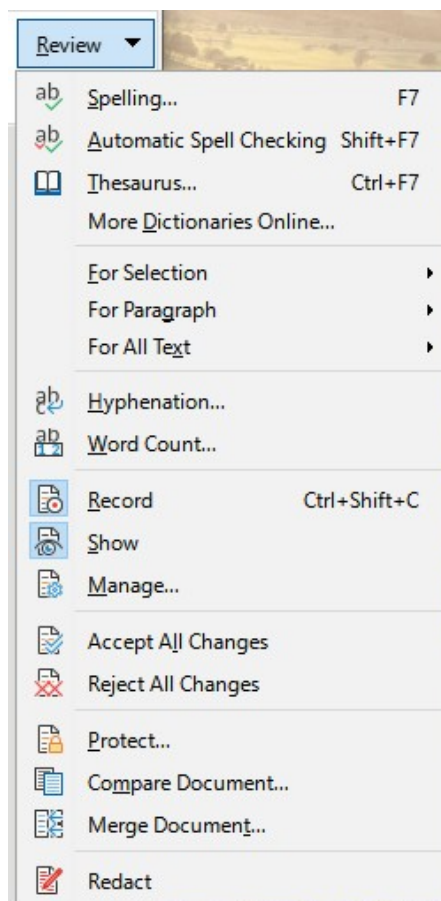 Review
Spelling... F7
Automatic Spell Checking Shift+F7
Thesaurus... Ctrl+F7
More Dictionaries Online...
For Selection
For Paragraph
For All Text
Hyphenation...
Word Count...
Record Ctrl+Shift+C
Show
Manage...
Accept All Changes
Reject All Changes
Protect...
Compare Document...
Merge Document...
Redact